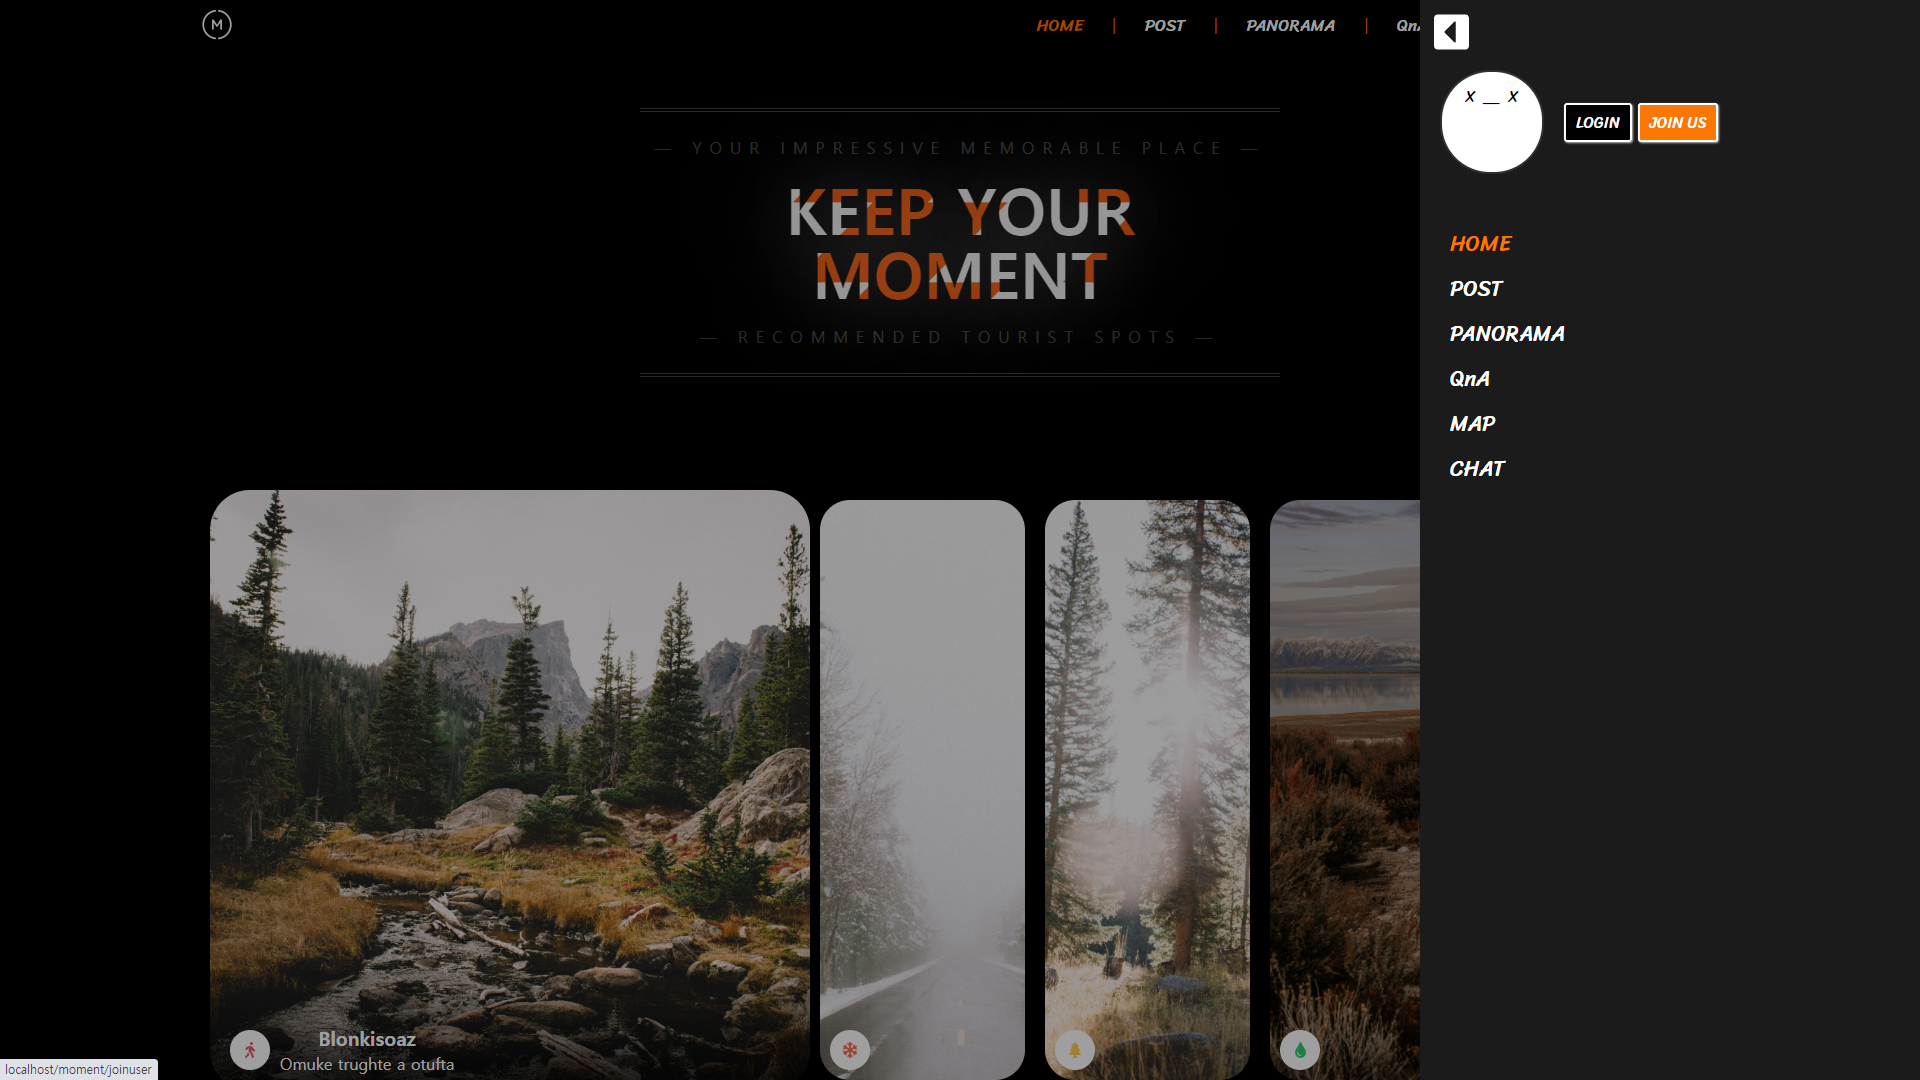 M
HOME | POST | PANORAMA | Qn
— YOUR IMPRESSIVE MEMORABLE PLACE —
KEEP YOUR
MOMENT
— RECOMMENDED TOURIST SPOTS —
Blonkisoaz
Omuke trughte a otufta
x __ x
LOGIN
JOIN US
HOME
POST
PANORAMA
QnA
MAP
CHAT
localhost/moment/joinuser